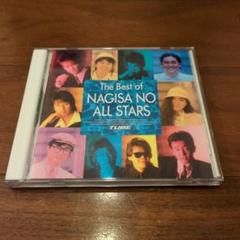 The Best of
NAGISA NO
ALL STARS
TUBE